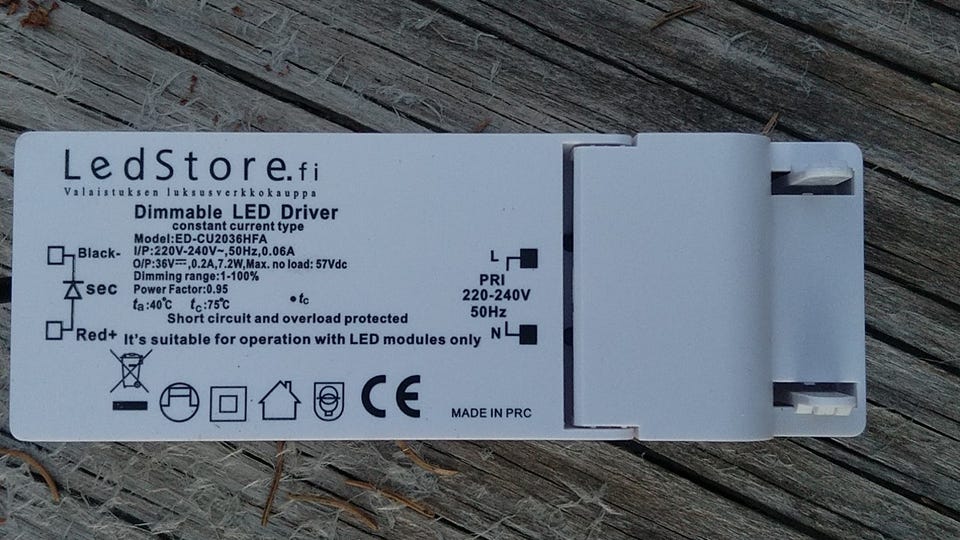 LedStore.fi
Valaistuksen luksusverkkokauppa
Dimmable LED Driver
constant current type
Model:ED-CU2036HFA
I/P:220V-240V~,50Hz,0.06A
O/P:36V⎓,0.2A,7.2W,Max. no load: 57Vdc
Dimming range:1-100%
Power Factor:0.95
ta:40℃ tc:75℃ •tc
Short circuit and overload protected
It's suitable for operation with LED modules only
Black-
sec
Red+
L
PRI
220-240V
50Hz
N
CE
MADE IN PRC